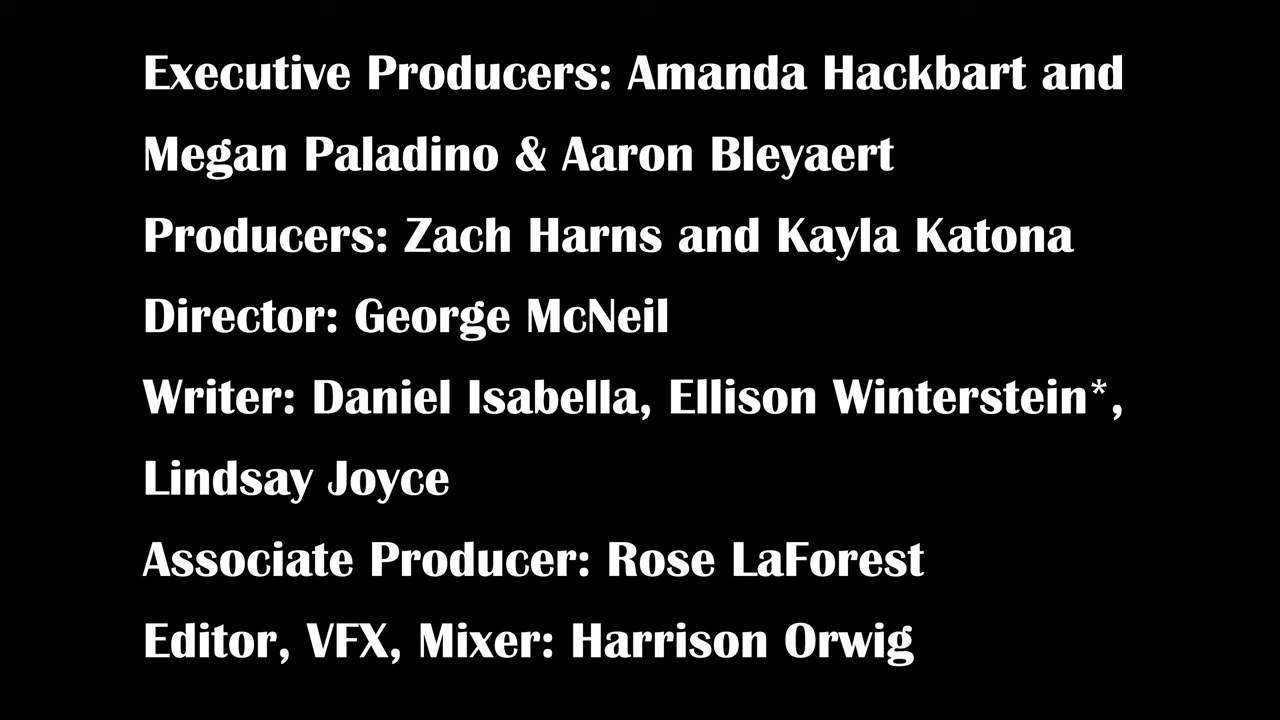 Executive Producers: Amanda Hackbart and
Megan Paladino & Aaron Bleyaert
Producers: Zach Harns and Kayla Katona
Director: George McNeil
Writer: Daniel Isabella, Ellison Winterstein*,
Lindsay Joyce
Associate Producer: Rose LaForest
Editor, VFX, Mixer: Harrison Orwig